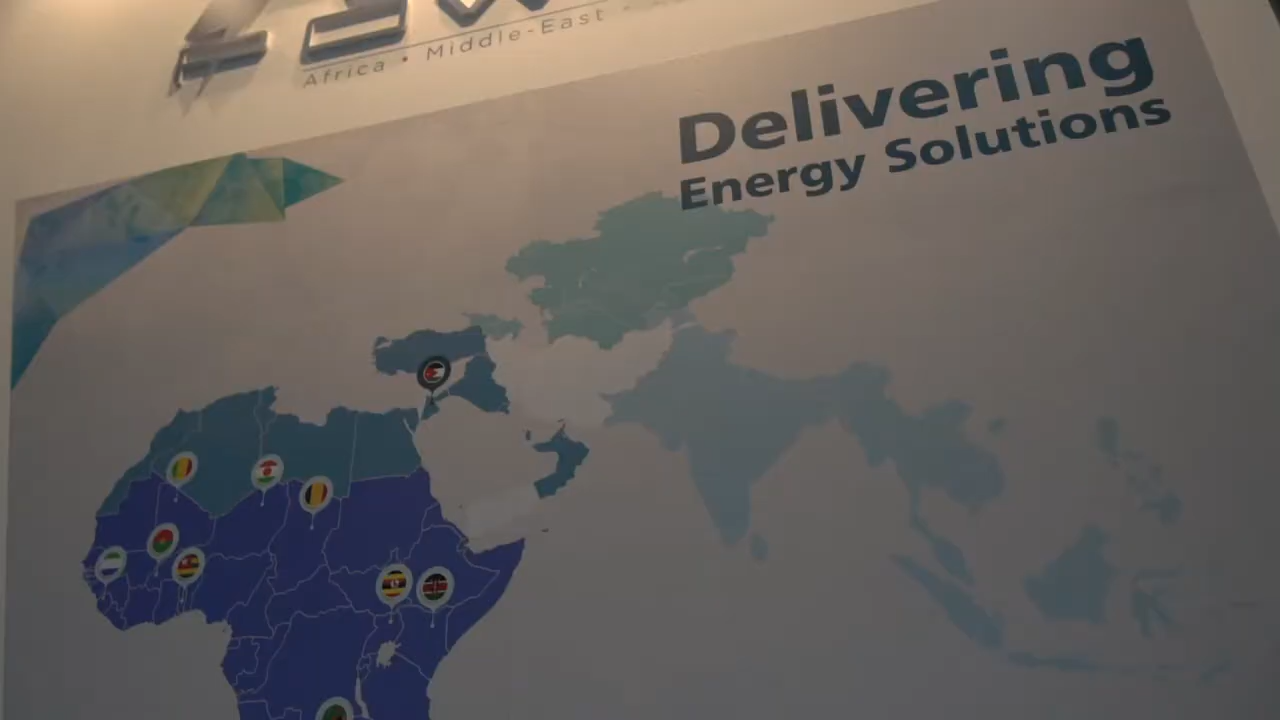 Africa • Middle-East •
Delivering
Energy Solutions